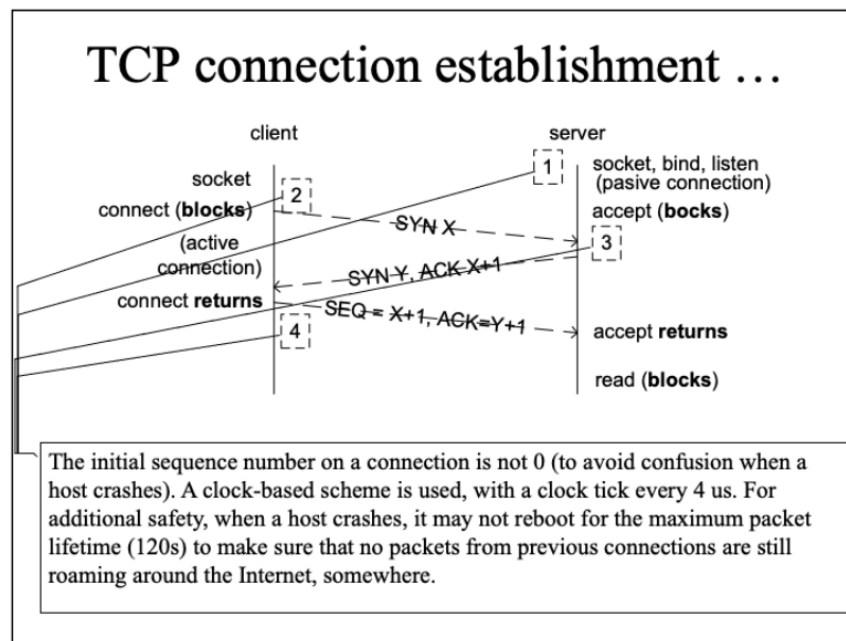 TCP connection establishment …
client
server
socket
connect (blocks)
(active
connection)
connect returns
1
2
3
4
socket, bind, listen
(pasive connection)
accept (bocks)
SYN X
SYN Y, ACK X+1
SEQ = X+1, ACK=Y+1
accept returns
read (blocks)
The initial sequence number on a connection is not 0 (to avoid confusion when a
host crashes). A clock-based scheme is used, with a clock tick every 4 us. For
additional safety, when a host crashes, it may not reboot for the maximum packet
lifetime (120s) to make sure that no packets from previous connections are still
roaming around the Internet, somewhere.